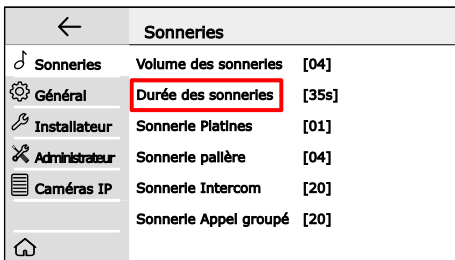 Sonneries
Sonneries
Général
Installateur
Administrateur
Caméras IP
Volume des sonneries [04]
Durée des sonneries [35s]
Sonnerie Platines [01]
Sonnerie palière [04]
Sonnerie Intercom [20]
Sonnerie Appel groupé [20]